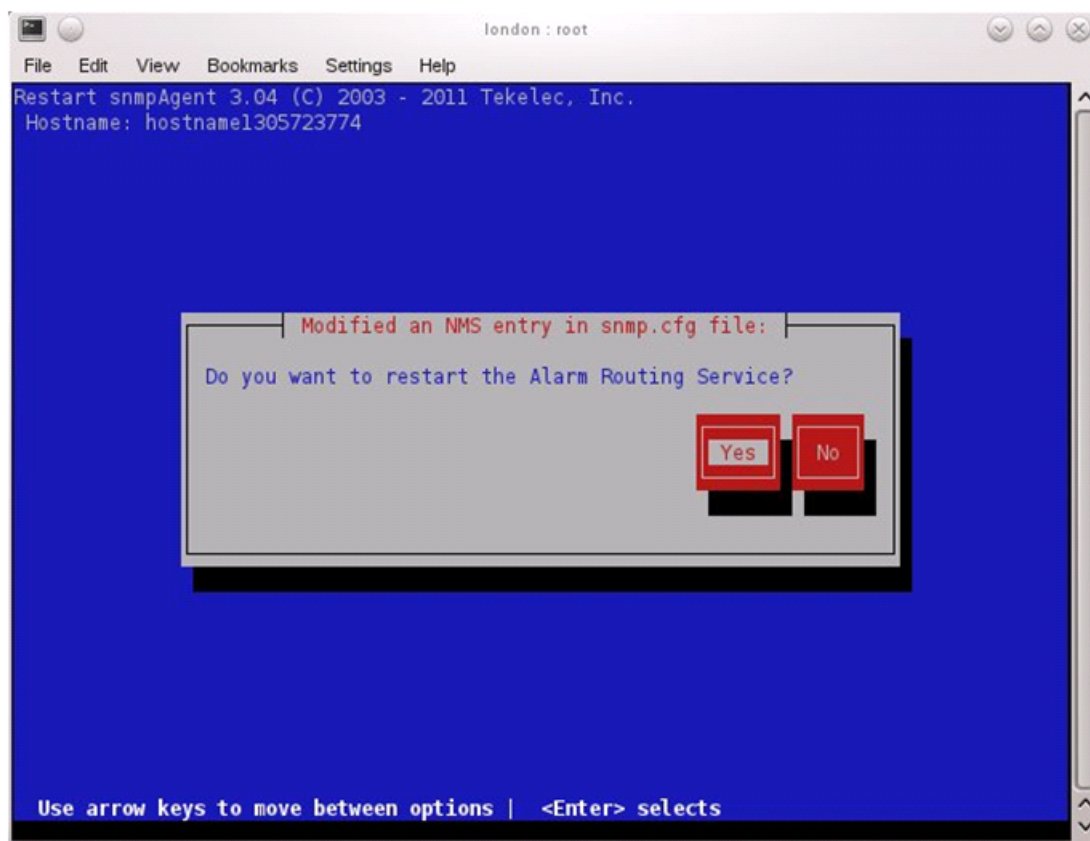 london : root
File Edit View Bookmarks Settings Help
Restart snmpAgent 3.04 (C) 2003 - 2011 Tekelec, Inc.
Hostname: hostname1305723774
Modified an NMS entry in snmp.cfg file:
Do you want to restart the Alarm Routing Service?
Yes No
Use arrow keys to move between options | <Enter> selects